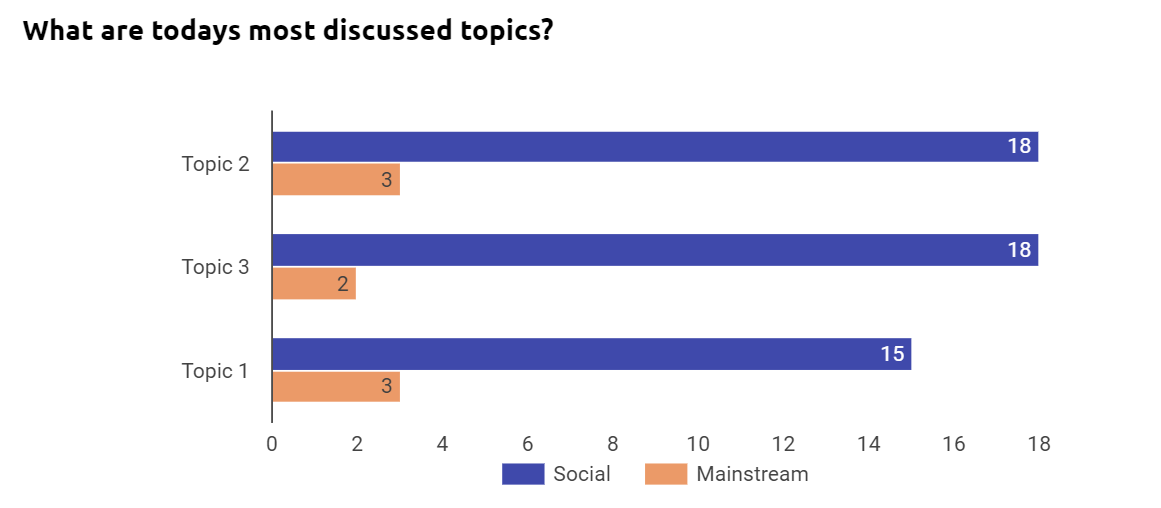 What are todays most discussed topics?
Topic 2
18
3
Topic 3
18
2
Topic 1
15
3
0 2 4 6 8 10 12 14 16 18
Social Mainstream